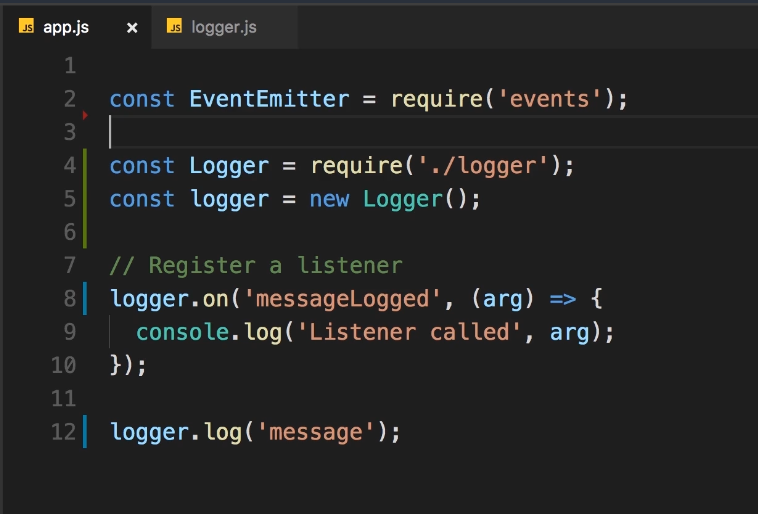 JS app.js × JS logger.js
1
2 const EventEmitter = require('events');
3
4 const Logger = require('./logger');
5 const logger = new Logger();
6
7 // Register a listener
8 logger.on('messageLogged', (arg) => {
9   console.log('Listener called', arg);
10 });
11
12 logger.log('message');